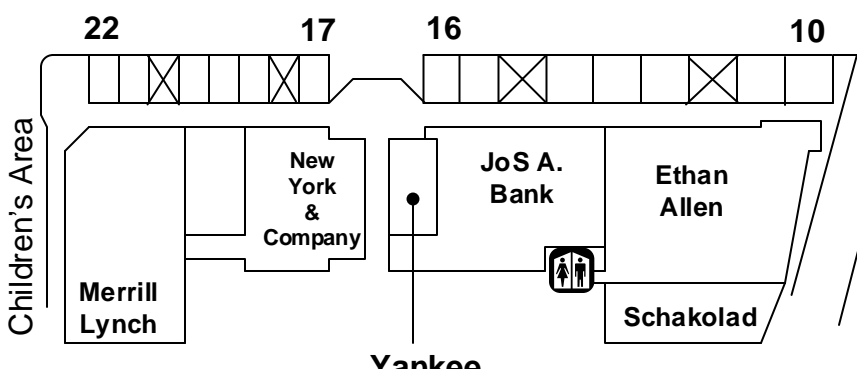 22
17
16
10
Children's Area
New
York
&
Company
JoS A.
Bank
Ethan
Allen
Merrill
Lynch
Schakolad
Yankee